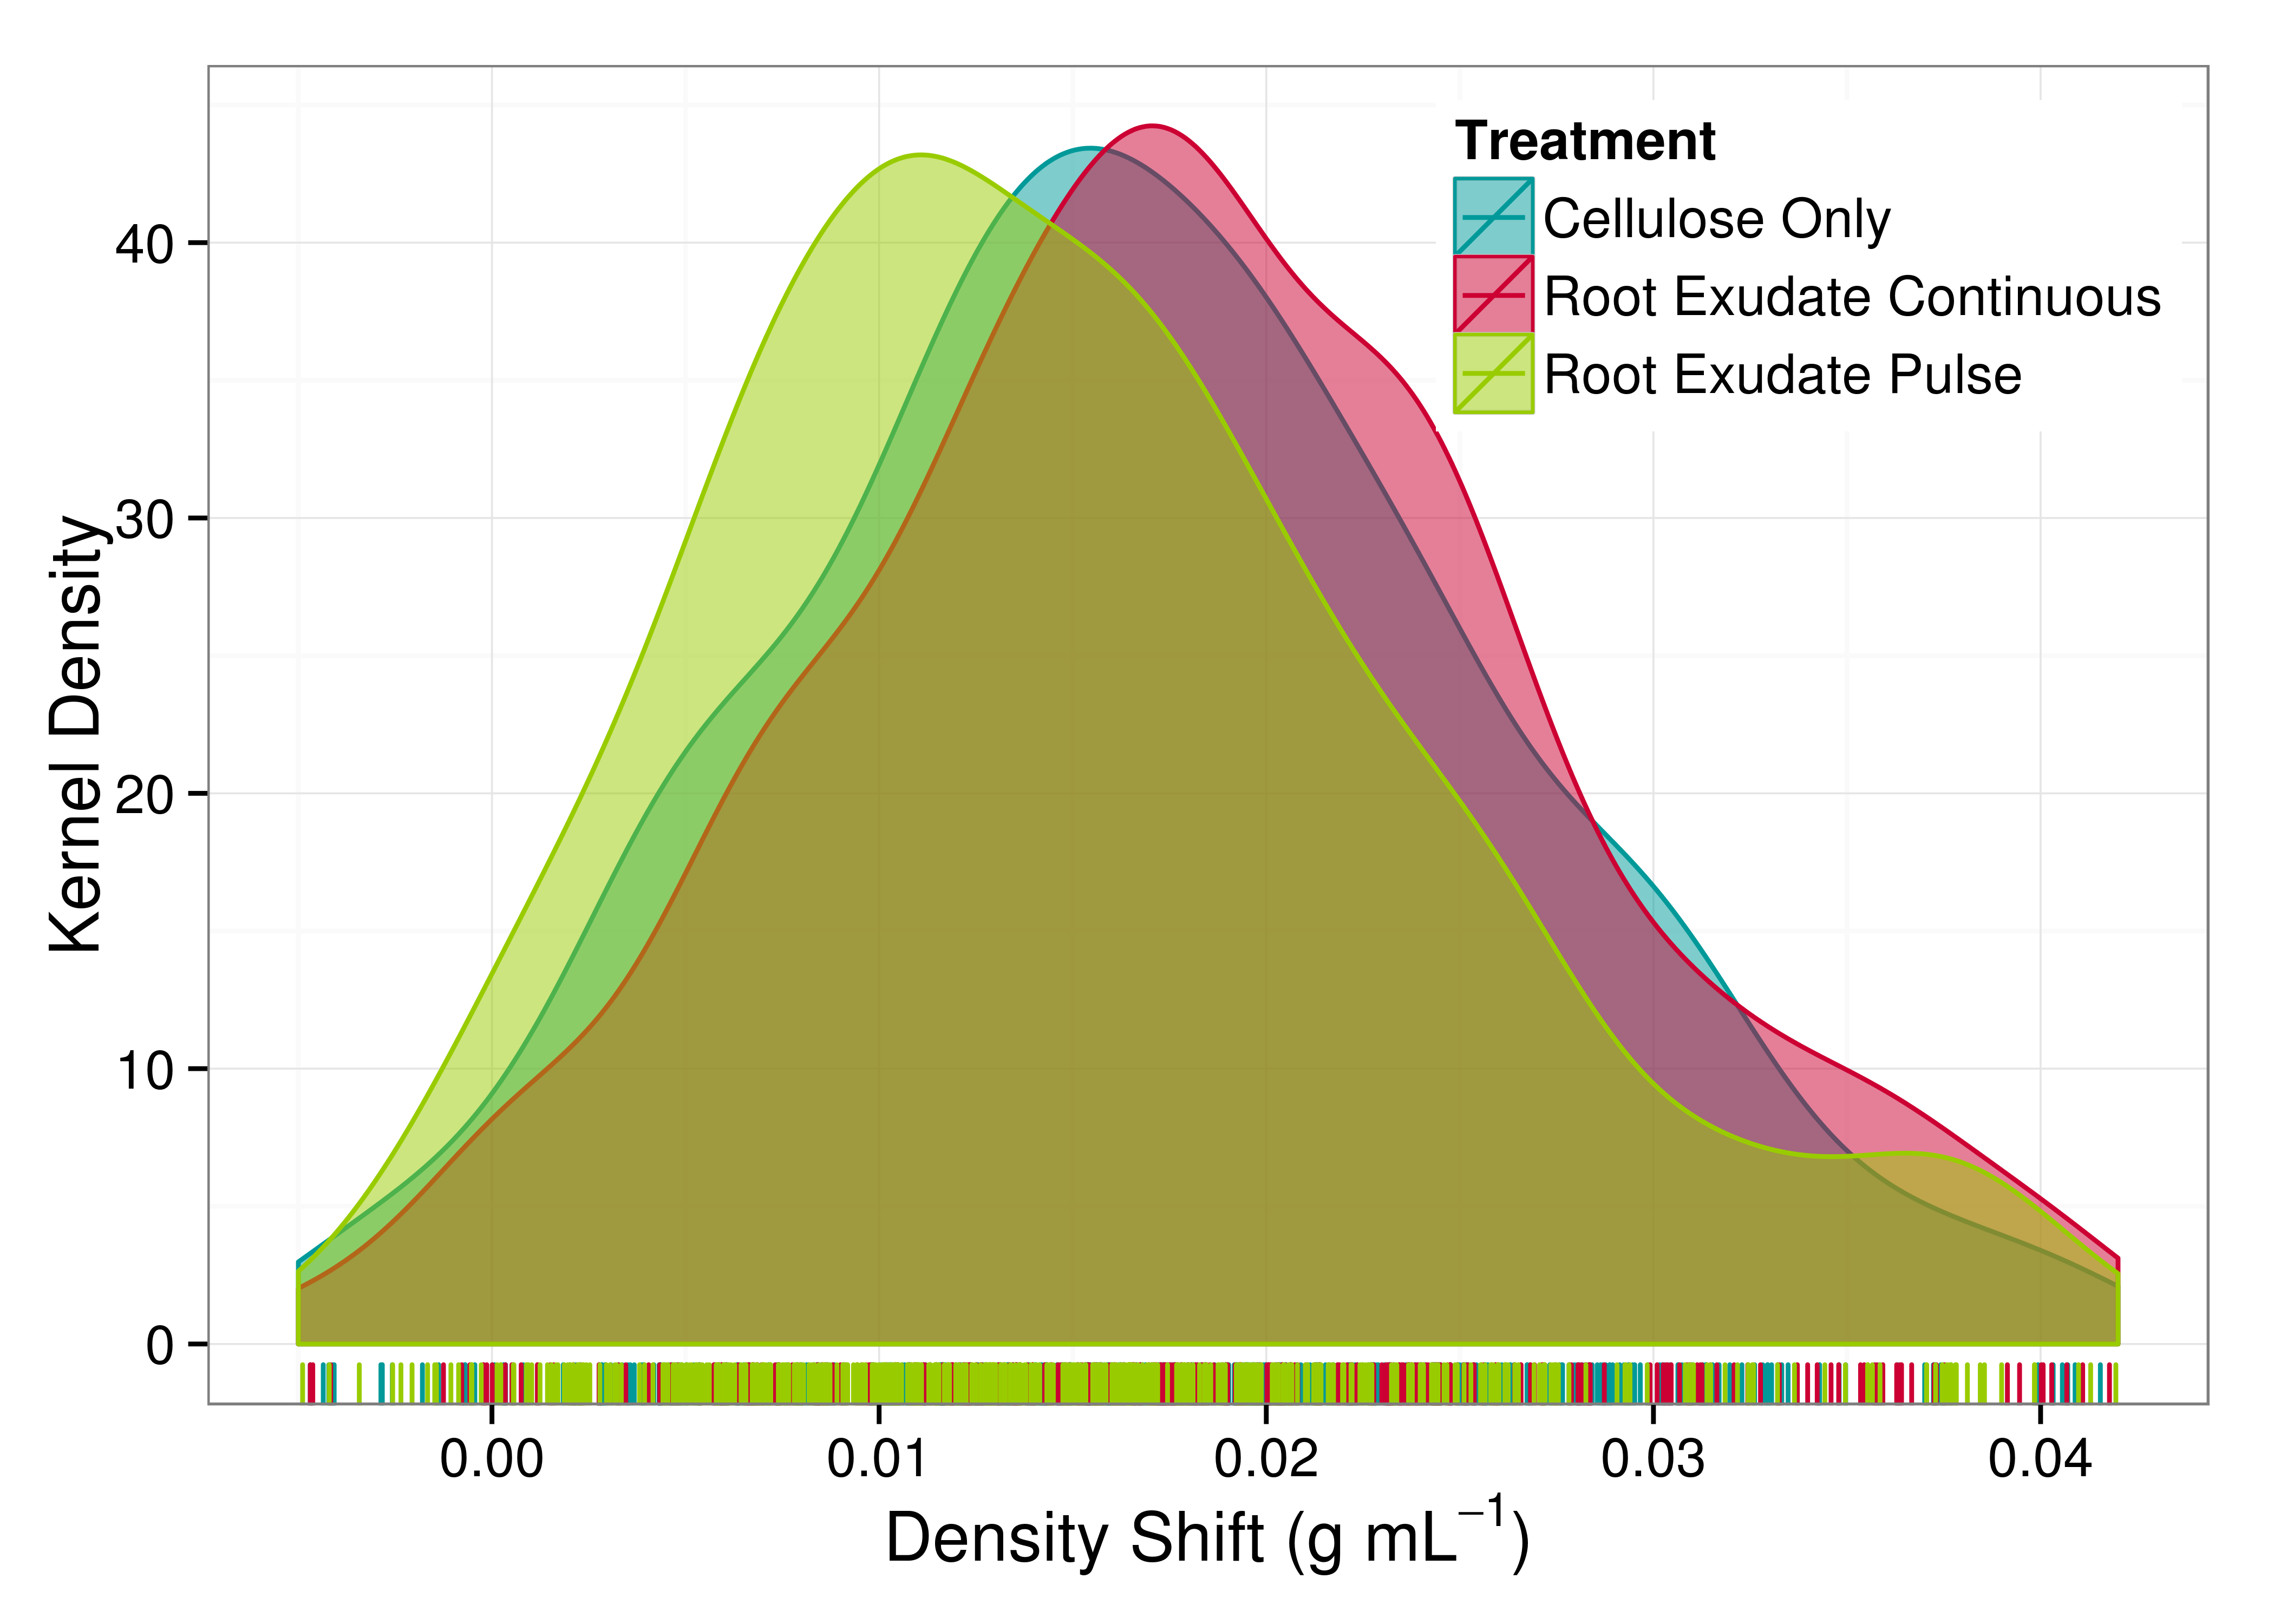 Treatment
Cellulose Only
Root Exudate Continuous
Root Exudate Pulse
Kernel Density
40
30
20
10
0
0.00 0.01 0.02 0.03 0.04
Density Shift (g mL⁻¹)